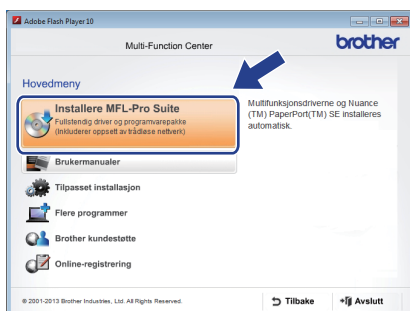 Adobe Flash Player 10
Multi-Function Center
brother
Hovedmeny
Installere MFL-Pro Suite
Fullstendig driver og programvarepakke
(Inkluderer oppsett av trådløse nettverk)
Multifunksjonsdriverne og Nuance
(TM) PaperPort(TM) SE installeres
automatisk.
Brukermanualer
Tilpasset installasjon
Flere programmer
Brother kundestøtte
Online-registrering
© 2001-2013 Brother Industries, Ltd. All Rights Reserved.
Tilbake
Avslutt